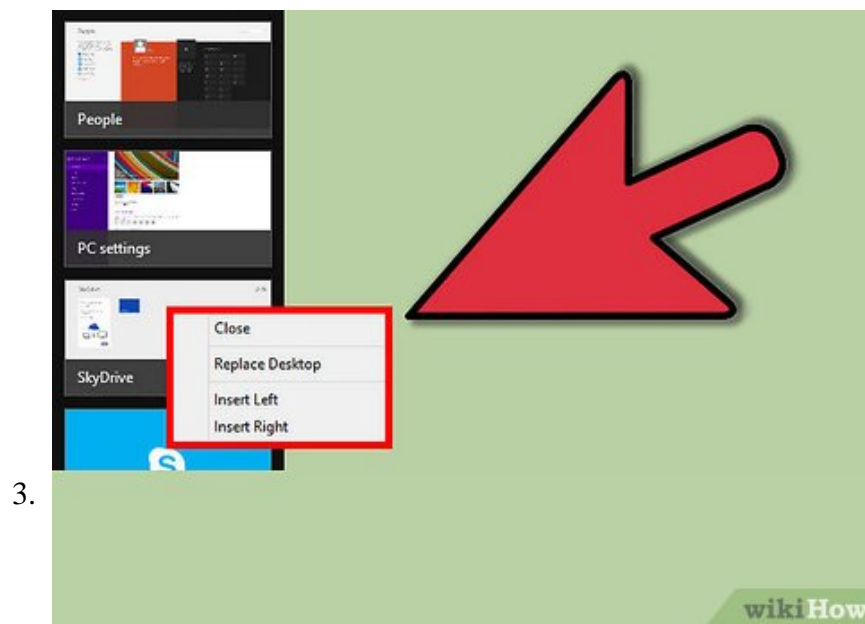 People
PC settings
SkyDrive
Close
Replace Desktop
Insert Left
Insert Right
3.
wikiHow